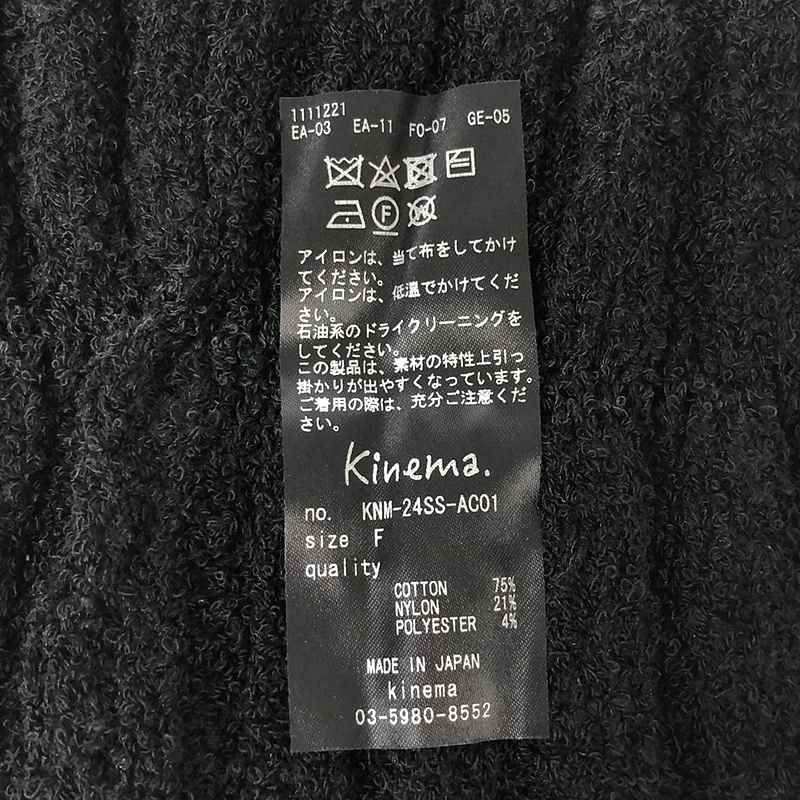 1111221
EA-03 EA-11 FO-07 GE-05
アイロンは、当て布をしてかけ
てください。
アイロンは、低温でかけてくだ
さい。
石油系のドライクリーニングを
してください。
この製品は、素材の特性上引っ
掛かりが出やすくなっています。
ご着用の際は、充分ご注意くだ
さい。
Kinema.
no. KNM-24SS-AC01
size F
quality
COTTON 75%
NYLON 21%
POLYESTER 4%
MADE IN JAPAN
kinema
03-5980-8552